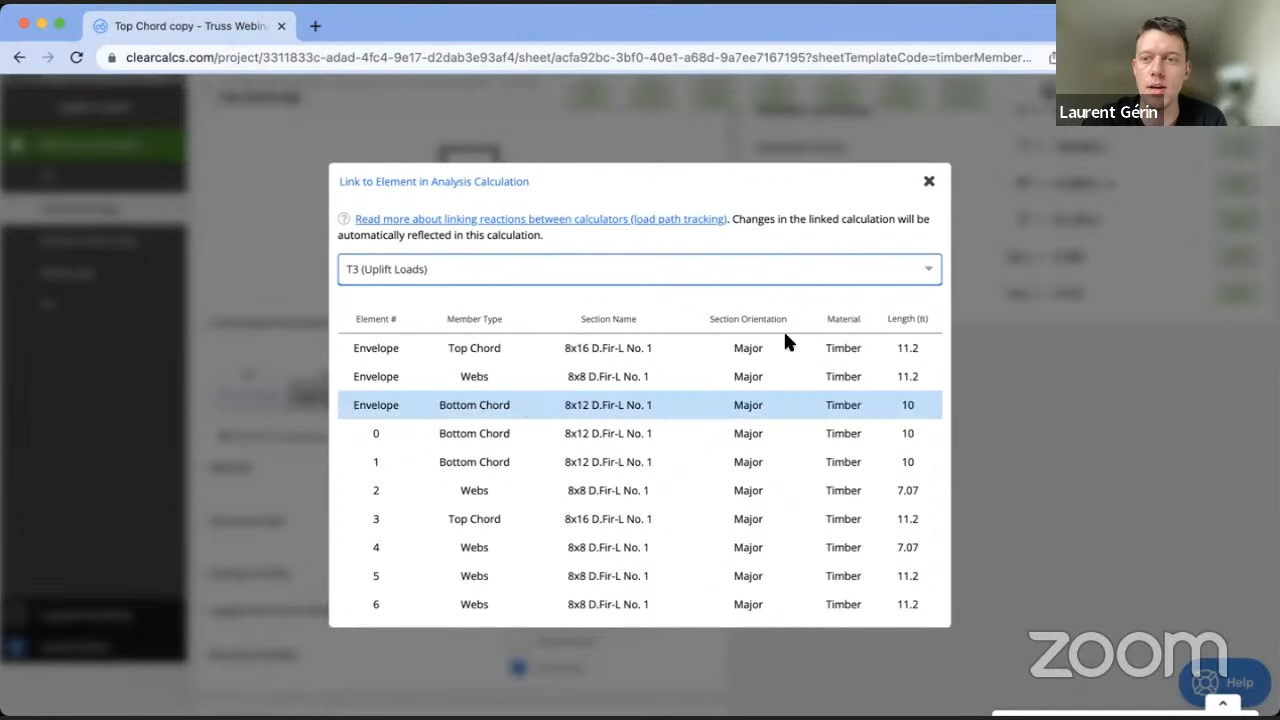 Top Chord copy - Truss Webin
clearcalcs.com/project/3311833c-adad-4fc4-9e17-d2dab3e93af4/sheet/acfa92bc-3bf0-40e1-a68d-9a7ee7167195?sheetTemplateCode=timberMember...
Laurent Gérin
Link to Element in Analysis Calculation
Read more about linking reactions between calculators (load path tracking). Changes in the linked calculation will be
automatically reflected in this calculation.
T3 (Uplift Loads)
Element # Member Type Section Name Section Orientation Material Length (ft)
Envelope Top Chord 8x16 D.Fir-L No. 1 Major Timber 11.2
Envelope Webs 8x8 D.Fir-L No. 1 Major Timber 11.2
Envelope Bottom Chord 8x12 D.Fir-L No. 1 Major Timber 10
0 Bottom Chord 8x12 D.Fir-L No. 1 Major Timber 10
1 Bottom Chord 8x12 D.Fir-L No. 1 Major Timber 10
2 Webs 8x8 D.Fir-L No. 1 Major Timber 7.07
3 Top Chord 8x16 D.Fir-L No. 1 Major Timber 11.2
4 Webs 8x8 D.Fir-L No. 1 Major Timber 7.07
5 Webs 8x8 D.Fir-L No. 1 Major Timber 11.2
6 Webs 8x8 D.Fir-L No. 1 Major Timber 11.2
zoom
Help